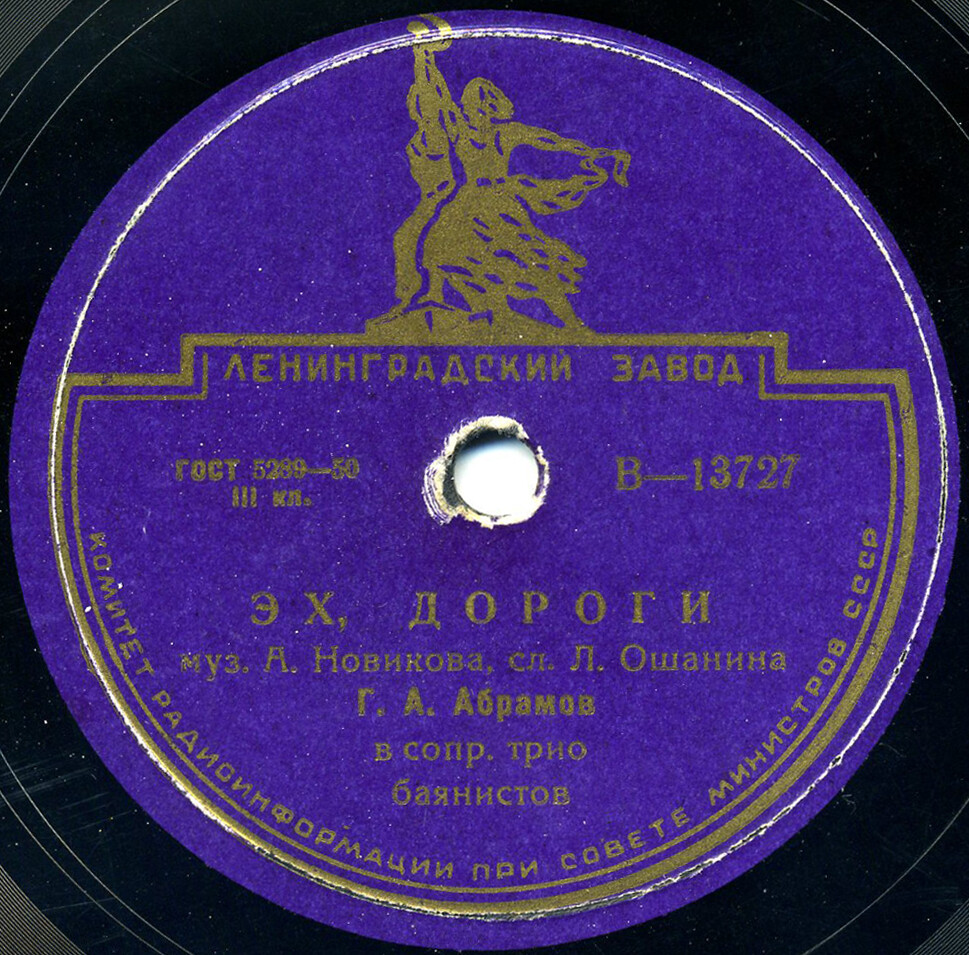 ЛЕНИНГРАДСКИЙ ЗАВОД
ГОСТ 5289—50
III кл.
В—13727
ЭХ, ДОРОГИ
муз. А. Новикова, сл. Л. Ошанина
Г. А. Абрамов
в сопр. трио
баянистов
КОМИТЕТ РАДИОИНФОРМАЦИИ ПРИ СОВЕТЕ МИНИСТРОВ СССР